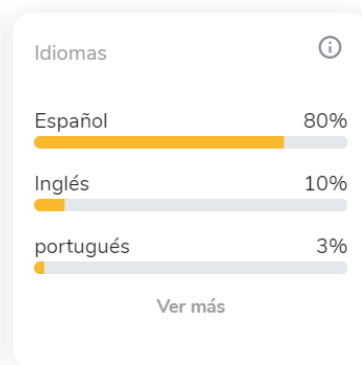 Idiomas
Español 80%
Inglés 10%
portugués 3%
Ver más